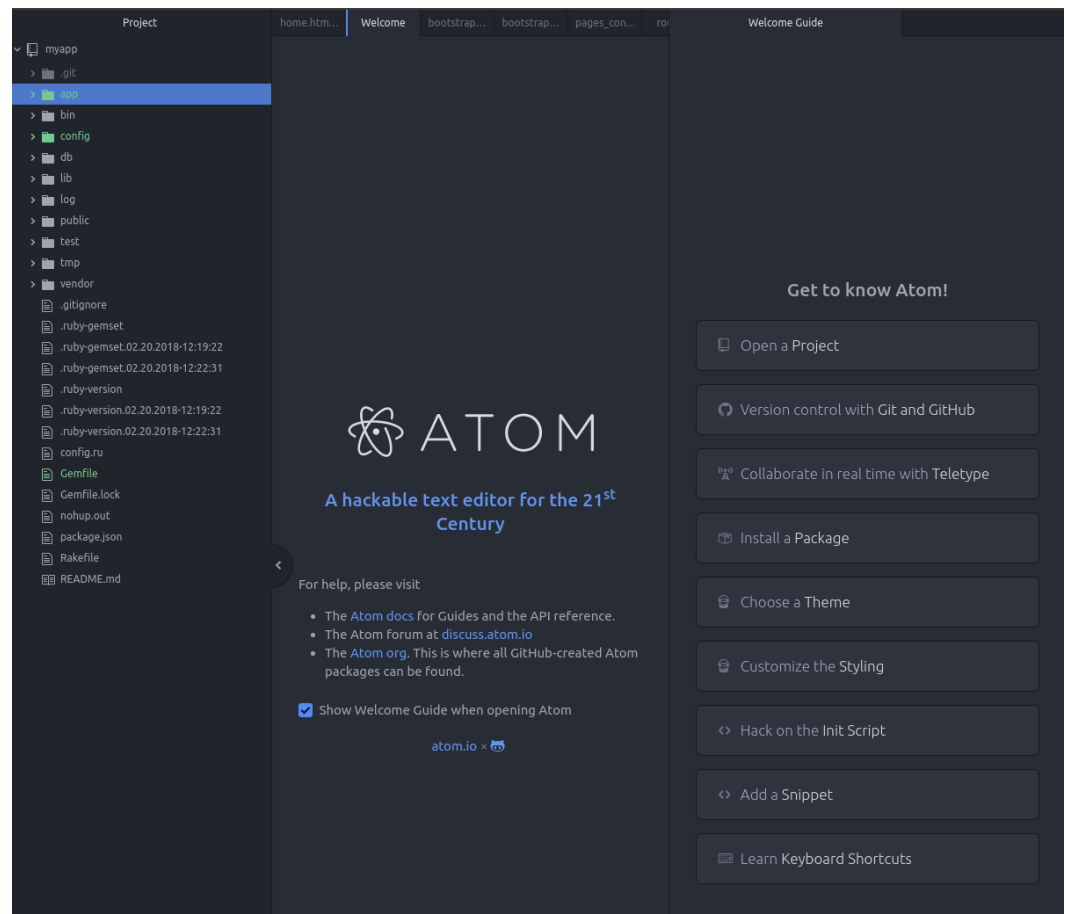 Project
home.htm...
Welcome
bootstrap...
bootstrap...
pages_con...
Welcome Guide
myapp
.git
app
bin
config
db
lib
log
public
test
tmp
vendor
.gitignore
.ruby-gemset
.ruby-gemset.02.20.2018-12:19:22
.ruby-gemset.02.20.2018-12:22:31
.ruby-version
.ruby-version.02.20.2018-12:19:22
.ruby-version.02.20.2018-12:22:31
config.ru
Gemfile
Gemfile.lock
nohup.out
package.json
Rakefile
README.md
ATOM
A hackable text editor for the 21st
Century
For help, please visit
• The Atom docs for Guides and the API reference.
• The Atom forum at discuss.atom.io
• The Atom org. This is where all GitHub-created Atom
packages can be found.
Show Welcome Guide when opening Atom
atom.io ×
Get to know Atom!
Open a Project
Version control with Git and GitHub
Collaborate in real time with Teletype
Install a Package
Choose a Theme
Customize the Styling
Hack on the Init Script
Add a Snippet
Learn Keyboard Shortcuts